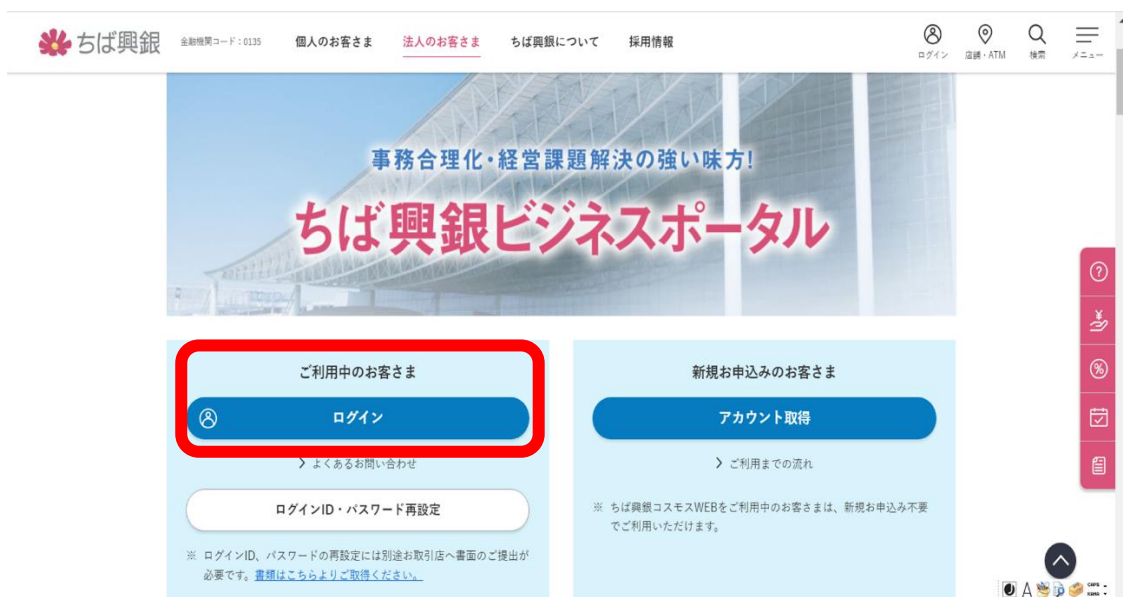 ちば興銀 金融機関コード：0135 個人のお客さま 法人のお客さま ちば興銀について 採用情報 ログイン 店舗・ATM 検索 メニュー
事務合理化・経営課題解決の強い味方!
ちば興銀ビジネスポータル
ご利用中のお客さま
ログイン
よくあるお問い合わせ
ログインID・パスワード再設定
※ ログインID、パスワードの再設定には別途お取引店へ書面のご提出が
必要です。書類はこちらよりご取得ください。
新規お申込みのお客さま
アカウント取得
ご利用までの流れ
※ ちば興銀コスモスWEBをご利用中のお客さまは、新規お申込み不要
でご利用いただけます。
A CAPS
KANA